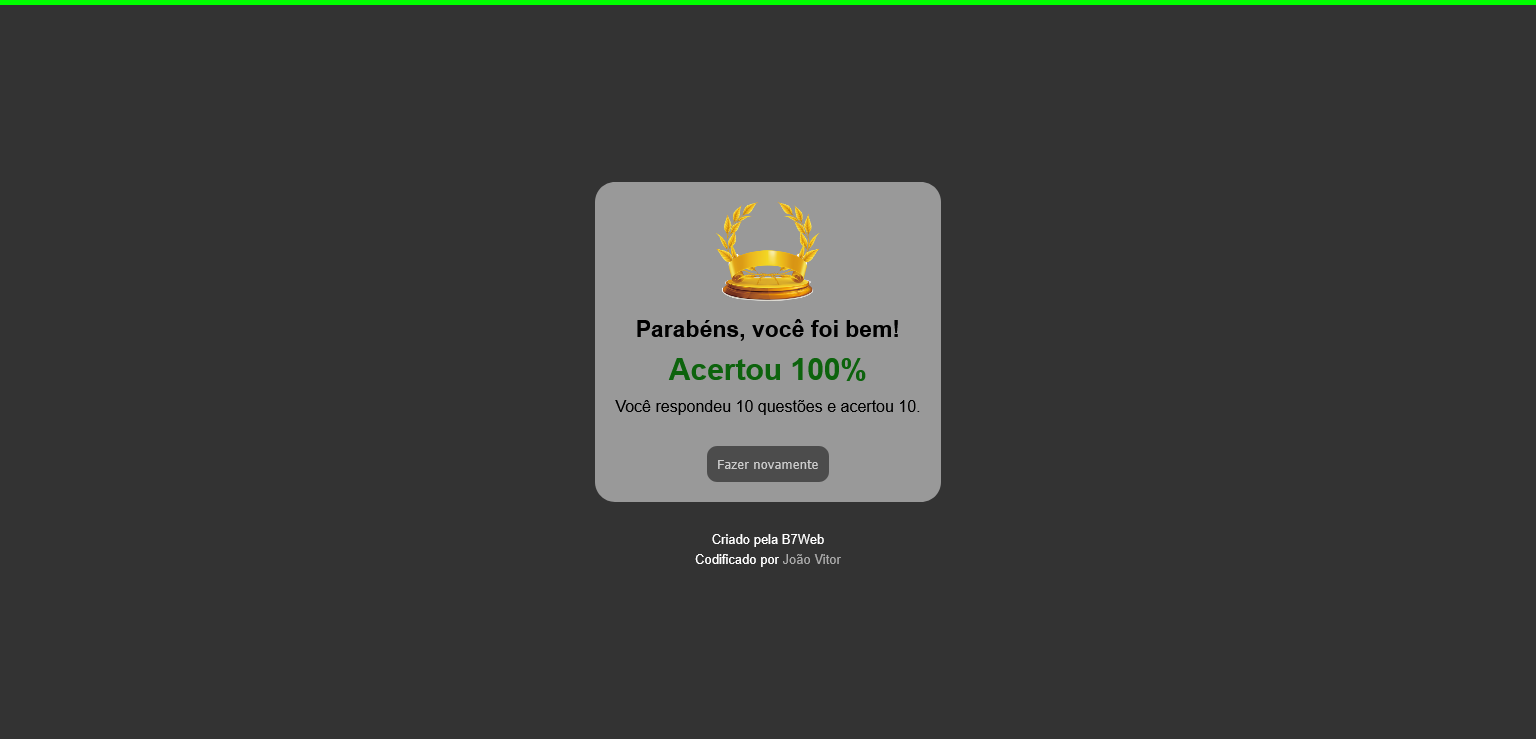 Parabéns, você foi bem!
Acertou 100%
Você respondeu 10 questões e acertou 10.
Fazer novamente
Criado pela B7Web
Codificado por João Vitor